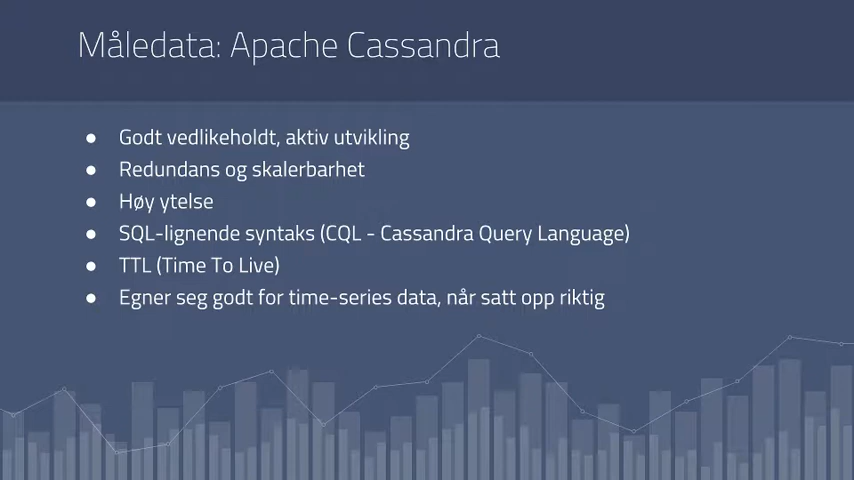 Måledata: Apache Cassandra
● Godt vedlikeholdt, aktiv utvikling
● Redundans og skalerbarhet
● Høy ytelse
● SQL-lignende syntaks (CQL - Cassandra Query Language)
● TTL (Time To Live)
● Egner seg godt for time-series data, når satt opp riktig